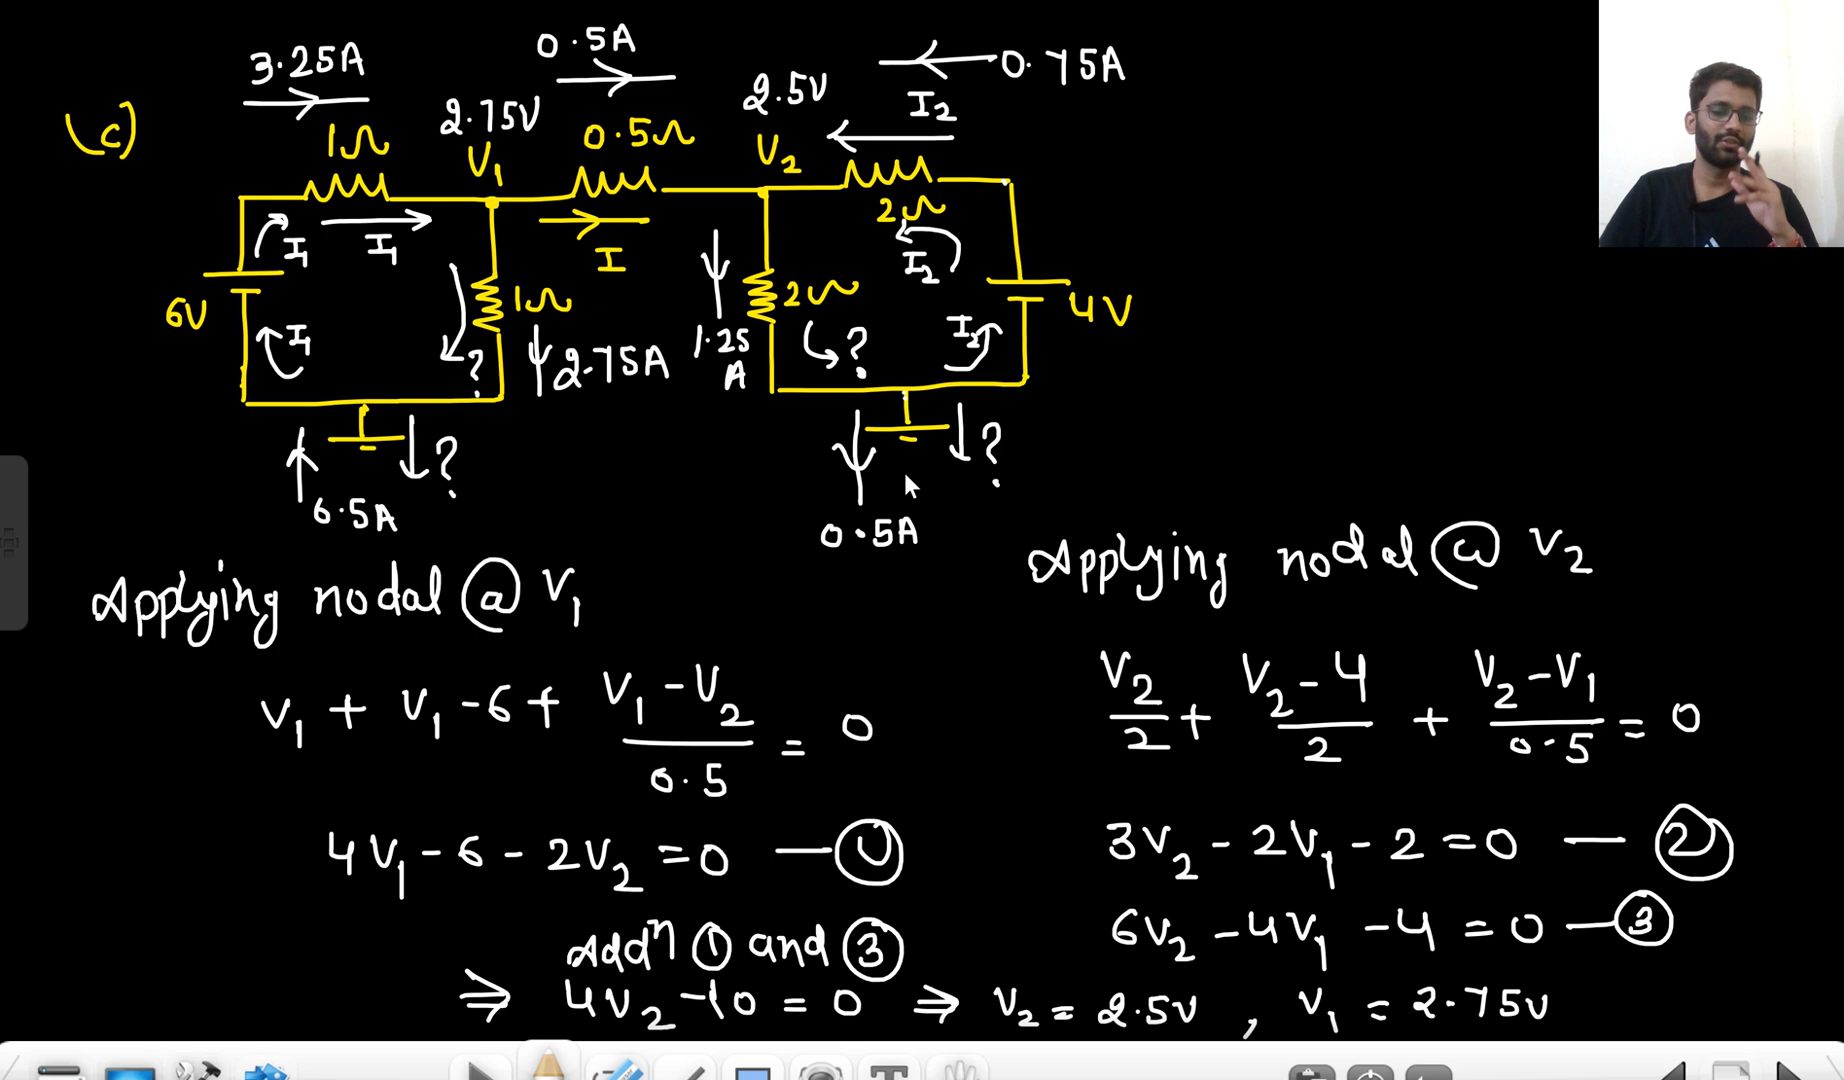 (c)
3.25A
0.5A
0.75A
2.75V
2.5V
I₂
1Ω
V₁
0.5Ω
V₂
2Ω
I₁
I₁
I
I₂
6V
1Ω
2Ω
4V
I₁
?
2.75A
1.25
A
?
I₂
?
?
6.5A
0.5A
Applying nodal @ V₁
V₁ + V₁ - 6 + (V₁ - V₂)/0.5 = 0
4V₁ - 6 - 2V₂ = 0 — ①
Addⁿ ① and ③
⇒ 4V₂ - 10 = 0 ⇒ V₂ = 2.5V , V₁ = 2.75V
Applying nodal @ V₂
V₂/2 + (V₂ - 4)/2 + (V₂ - V₁)/0.5 = 0
3V₂ - 2V₁ - 2 = 0 — ②
6V₂ - 4V₁ - 4 = 0 — ③